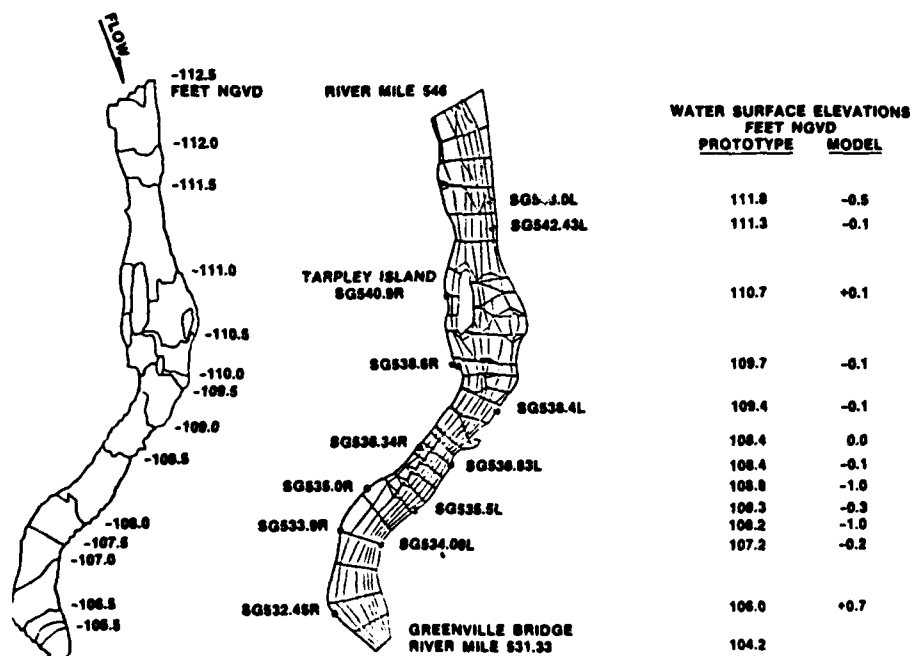 FLOW
-112.5
FEET NGVD
-112.0
-111.5
-111.0
-110.5
-110.0
-109.5
-109.0
-108.5
-108.0
-107.5
-107.0
-106.5
-105.5
RIVER MILE 546
SG542.43L
TARPLEY ISLAND
SG540.9R
SG538.6R
SG538.4L
SG536.34R
SG536.83L
SG535.0R
SG535.5L
SG533.9R
SG534.09L
SG532.45R
GREENVILLE BRIDGE
RIVER MILE 531.33
WATER SURFACE ELEVATIONS
FEET NGVD
PROTOTYPE MODEL
111.8 -0.5
111.3 -0.1
110.7 +0.1
109.7 -0.1
109.4 -0.1
108.4 0.0
108.4 -0.1
108.8 -1.0
108.3 -0.3
108.2 -1.0
107.2 -0.2
106.0 +0.7
104.2